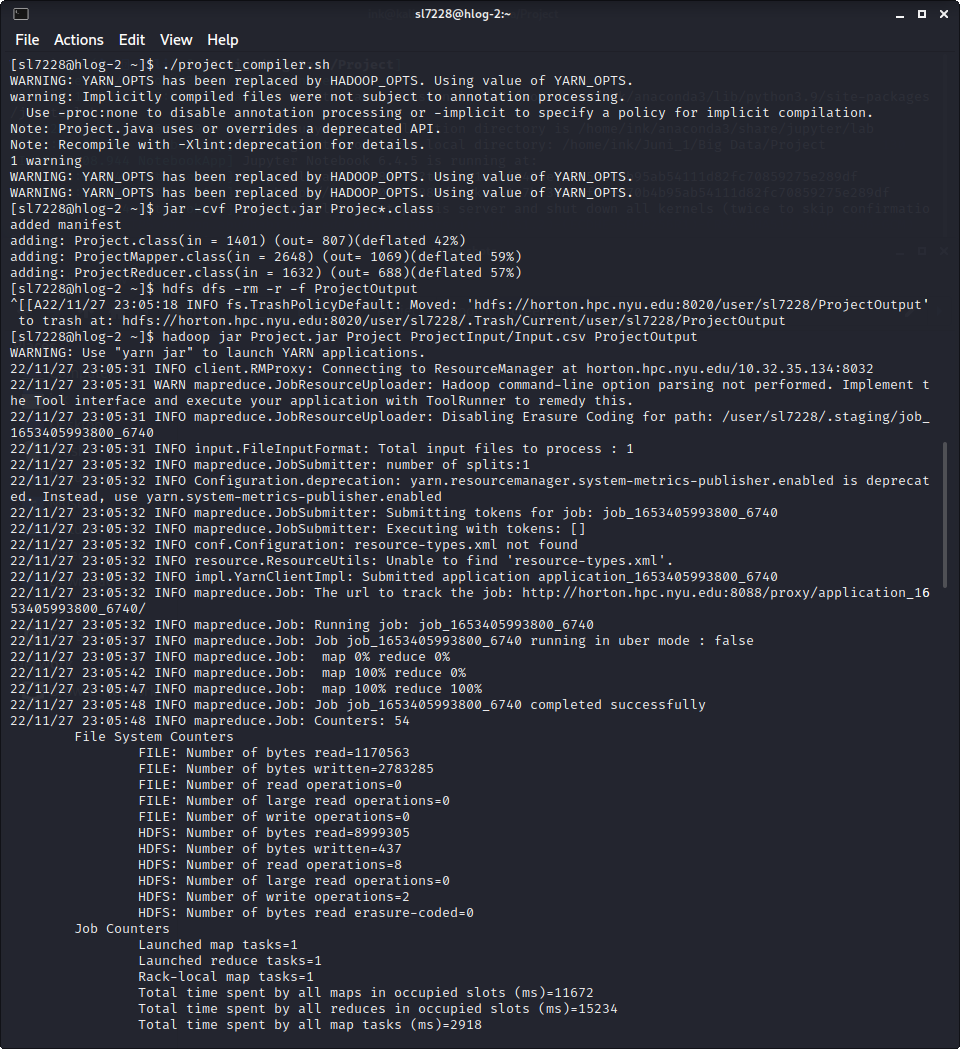 sl7228@hlog-2:~
File Actions Edit View Help
[sl7228@hlog-2 ~]$ ./project_compiler.sh
WARNING: YARN_OPTS has been replaced by HADOOP_OPTS. Using value of YARN_OPTS.
warning: Implicitly compiled files were not subject to annotation processing.
  Use -proc:none to disable annotation processing or -implicit to specify a policy for implicit compilation.
Note: Project.java uses or overrides a deprecated API.
Note: Recompile with -Xlint:deprecation for details.
1 warning
WARNING: YARN_OPTS has been replaced by HADOOP_OPTS. Using value of YARN_OPTS.
WARNING: YARN_OPTS has been replaced by HADOOP_OPTS. Using value of YARN_OPTS.
[sl7228@hlog-2 ~]$ jar -cvf Project.jar Projec*.class
added manifest
adding: Project.class(in = 1401) (out= 807)(deflated 42%)
adding: ProjectMapper.class(in = 2648) (out= 1069)(deflated 59%)
adding: ProjectReducer.class(in = 1632) (out= 688)(deflated 57%)
[sl7228@hlog-2 ~]$ hdfs dfs -rm -r -f ProjectOutput
^[[A22/11/27 23:05:18 INFO fs.TrashPolicyDefault: Moved: 'hdfs://horton.hpc.nyu.edu:8020/user/sl7228/ProjectOutput'
 to trash at: hdfs://horton.hpc.nyu.edu:8020/user/sl7228/.Trash/Current/user/sl7228/ProjectOutput
[sl7228@hlog-2 ~]$ hadoop jar Project.jar Project ProjectInput/Input.csv ProjectOutput
WARNING: Use "yarn jar" to launch YARN applications.
22/11/27 23:05:31 INFO client.RMProxy: Connecting to ResourceManager at horton.hpc.nyu.edu/10.32.35.134:8032
22/11/27 23:05:31 WARN mapreduce.JobResourceUploader: Hadoop command-line option parsing not performed. Implement t
he Tool interface and execute your application with ToolRunner to remedy this.
22/11/27 23:05:31 INFO mapreduce.JobResourceUploader: Disabling Erasure Coding for path: /user/sl7228/.staging/job_
1653405993800_6740
22/11/27 23:05:31 INFO input.FileInputFormat: Total input files to process : 1
22/11/27 23:05:32 INFO mapreduce.JobSubmitter: number of splits:1
22/11/27 23:05:32 INFO Configuration.deprecation: yarn.resourcemanager.system-metrics-publisher.enabled is deprecat
ed. Instead, use yarn.system-metrics-publisher.enabled
22/11/27 23:05:32 INFO mapreduce.JobSubmitter: Submitting tokens for job: job_1653405993800_6740
22/11/27 23:05:32 INFO mapreduce.JobSubmitter: Executing with tokens: []
22/11/27 23:05:32 INFO conf.Configuration: resource-types.xml not found
22/11/27 23:05:32 INFO resource.ResourceUtils: Unable to find 'resource-types.xml'.
22/11/27 23:05:32 INFO impl.YarnClientImpl: Submitted application application_1653405993800_6740
22/11/27 23:05:32 INFO mapreduce.Job: The url to track the job: http://horton.hpc.nyu.edu:8088/proxy/application_16
53405993800_6740/
22/11/27 23:05:32 INFO mapreduce.Job: Running job: job_1653405993800_6740
22/11/27 23:05:37 INFO mapreduce.Job: Job job_1653405993800_6740 running in uber mode : false
22/11/27 23:05:37 INFO mapreduce.Job:  map 0% reduce 0%
22/11/27 23:05:42 INFO mapreduce.Job:  map 100% reduce 0%
22/11/27 23:05:47 INFO mapreduce.Job:  map 100% reduce 100%
22/11/27 23:05:48 INFO mapreduce.Job: Job job_1653405993800_6740 completed successfully
22/11/27 23:05:48 INFO mapreduce.Job: Counters: 54
File System Counters
FILE: Number of bytes read=1170563
FILE: Number of bytes written=2783285
FILE: Number of read operations=0
FILE: Number of large read operations=0
FILE: Number of write operations=0
HDFS: Number of bytes read=8999305
HDFS: Number of bytes written=437
HDFS: Number of read operations=8
HDFS: Number of large read operations=0
HDFS: Number of write operations=2
HDFS: Number of bytes read erasure-coded=0
Job Counters
Launched map tasks=1
Launched reduce tasks=1
Rack-local map tasks=1
Total time spent by all maps in occupied slots (ms)=11672
Total time spent by all reduces in occupied slots (ms)=15234
Total time spent by all map tasks (ms)=2918